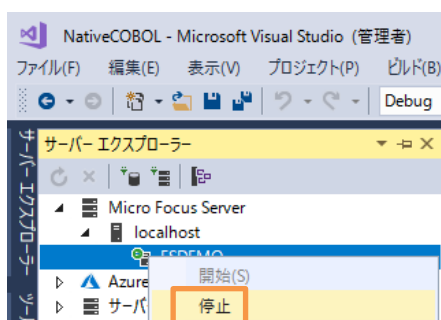 NativeCOBOL - Microsoft Visual Studio (管理者)
ファイル(F) 編集(E) 表示(V) プロジェクト(P) ビルド(B)
Debug
サーバー エクスプローラー
サーバー エクスプローラー
Micro Focus Server
localhost
ESDEMO
Azure
開始(S)
サーバ
停止